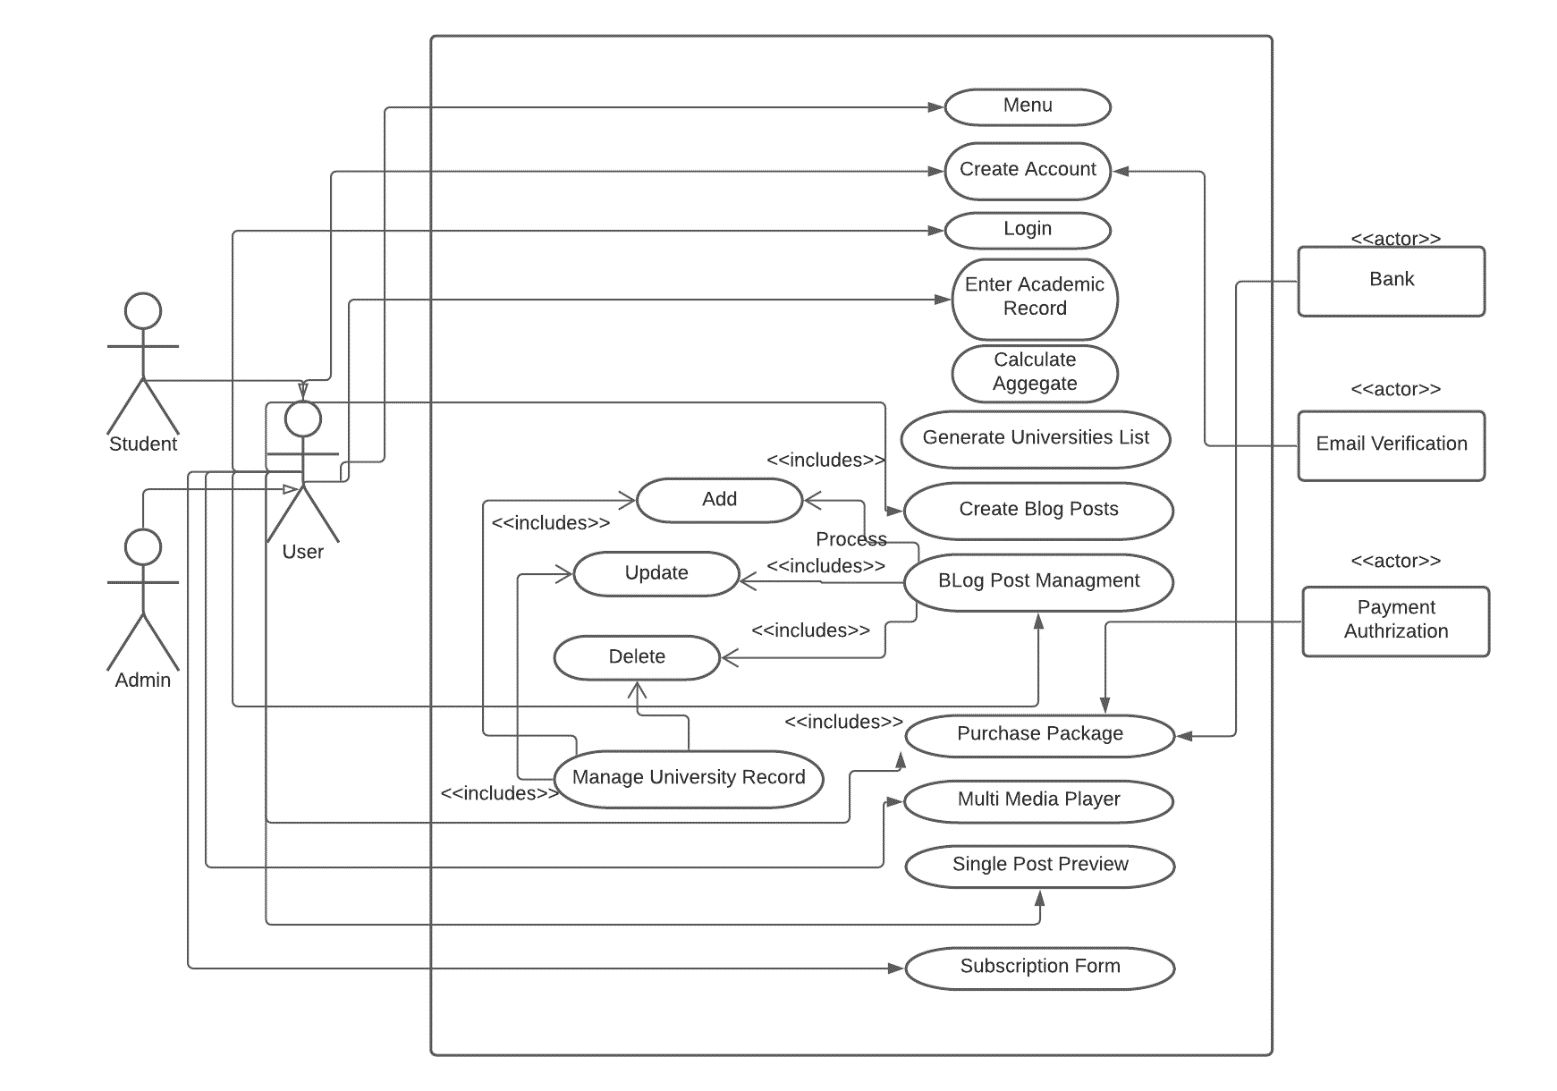 Menu
Create Account
Login
<<actor>>
Bank
Enter Academic
Record
Calculate
Aggegate
<<actor>>
Student
Generate Universities List
Email Verification
<<includes>>
Add
Create Blog Posts
<<includes>>
Process
User
<<actor>>
Update
<<includes>>
BLog Post Managment
Payment
Authrization
<<includes>>
Delete
Admin
<<includes>>
Purchase Package
Manage University Record
<<includes>>
Multi Media Player
Single Post Preview
Subscription Form